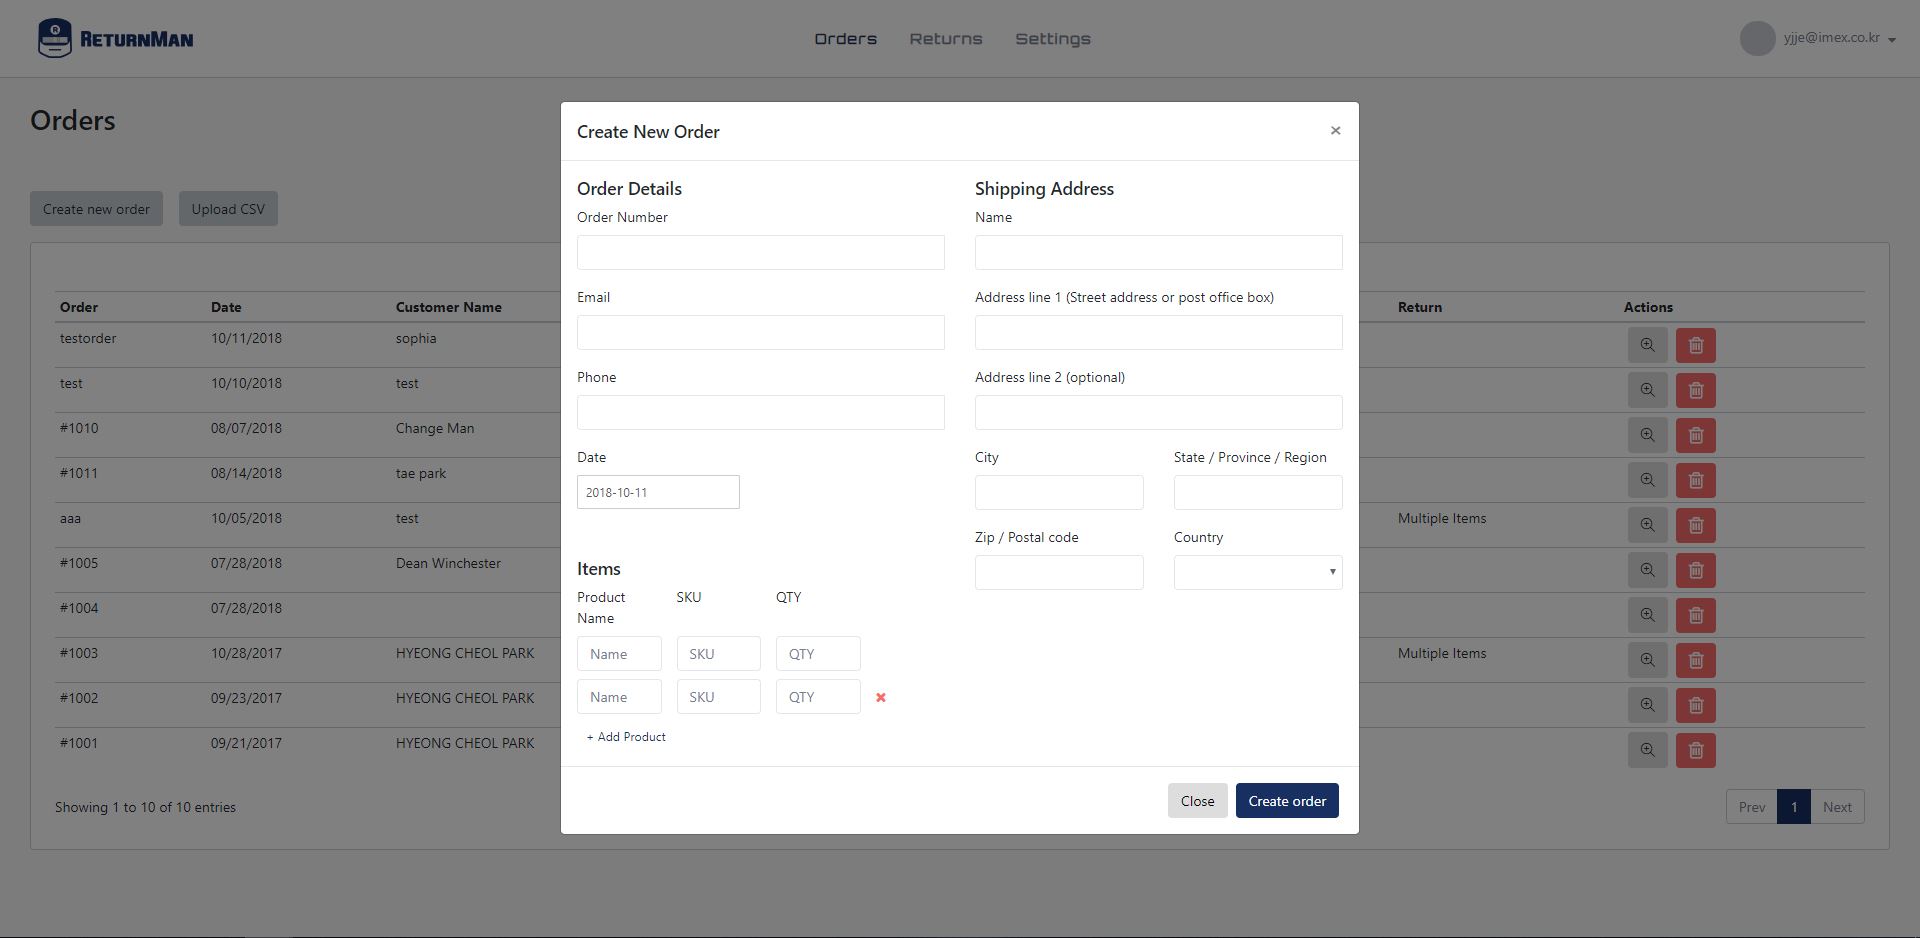 R
ReturnMan
Orders Returns Settings
yjje@imex.co.kr
Orders
Create new order Upload CSV
Order Date Customer Name Return Actions
testorder 10/11/2018 sophia
test 10/10/2018 test
#1010 08/07/2018 Change Man
#1011 08/14/2018 tae park
aaa 10/05/2018 test Multiple Items
#1005 07/28/2018 Dean Winchester
#1004 07/28/2018
#1003 10/28/2017 HYEONG CHEOL PARK Multiple Items
#1002 09/23/2017 HYEONG CHEOL PARK
#1001 09/21/2017 HYEONG CHEOL PARK
Showing 1 to 10 of 10 entries
Prev 1 Next
Create New Order ×
Order Details
Order Number
Email
Phone
Date
2018-10-11
Items
Product Name SKU QTY
Name SKU QTY
Name SKU QTY
+ Add Product
Shipping Address
Name
Address line 1 (Street address or post office box)
Address line 2 (optional)
City State / Province / Region
Zip / Postal code Country
Close Create order